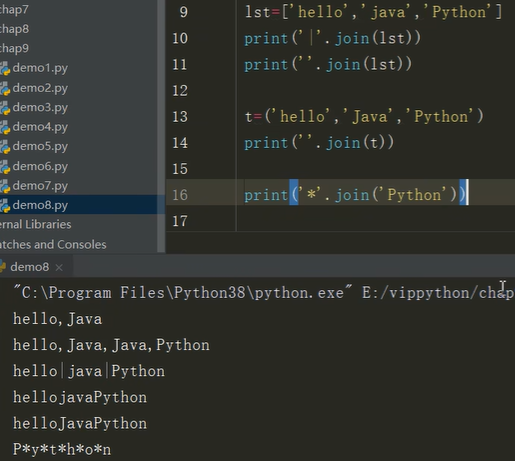 chap7
chap8
chap9
demo1.py
demo2.py
demo3.py
demo4.py
demo5.py
demo6.py
demo7.py
demo8.py
ernal Libraries
atches and Consoles
9 lst=['hello','java','Python']
10 print('|'.join(lst))
11 print(''.join(lst))
12
13 t=('hello','Java','Python')
14 print(''.join(t))
15
16 print('*'.join('Python'))
17
demo8 ×
"C:\Program Files\Python38\python.exe" E:/vippython/chap
hello,Java
hello,Java,Java,Python
hello|java|Python
hellojavaPython
helloJavaPython
P*y*t*h*o*n